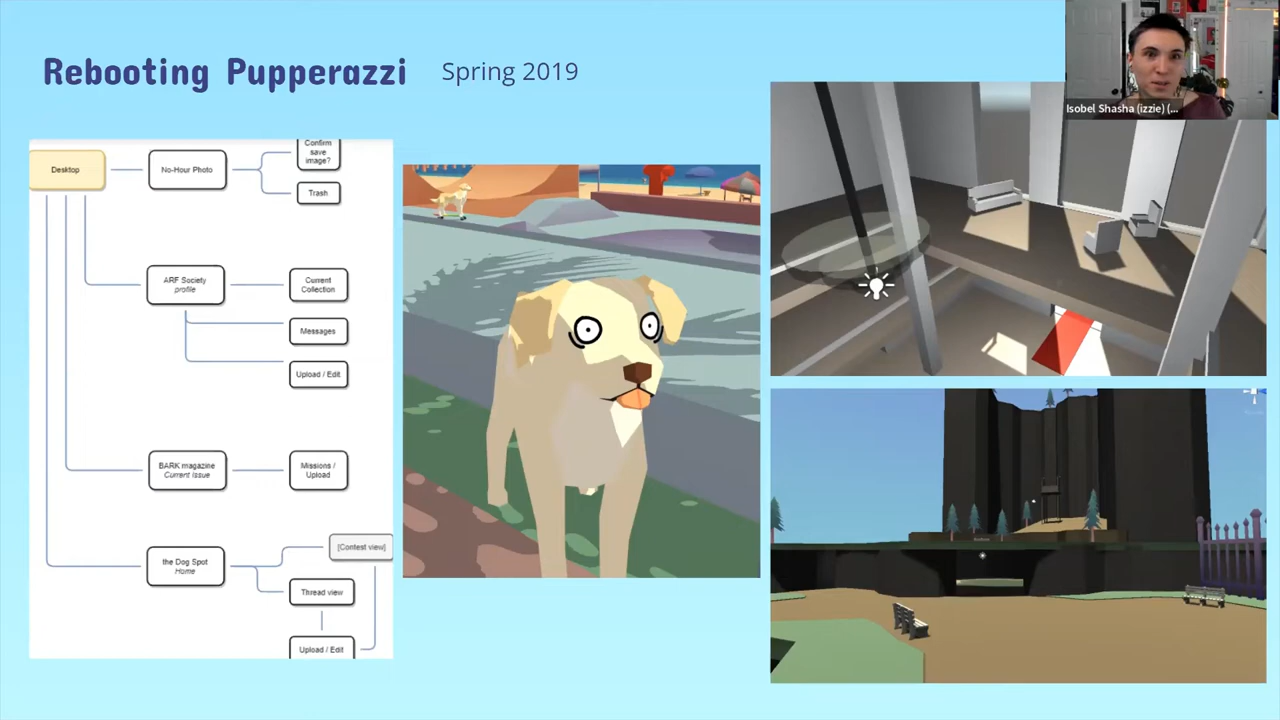 Rebooting Pupperazzi
Spring 2019
Isobel Shasha (izzie) (...
Desktop
No-Hour Photo
Confirm
save
image?
Trash
ARF Society
profile
Current
Collection
Messages
Upload / Edit
BARK magazine
Current Issue
Missions /
Upload
the Dog Spot
Home
[Contest view]
Thread view
Upload / Edit